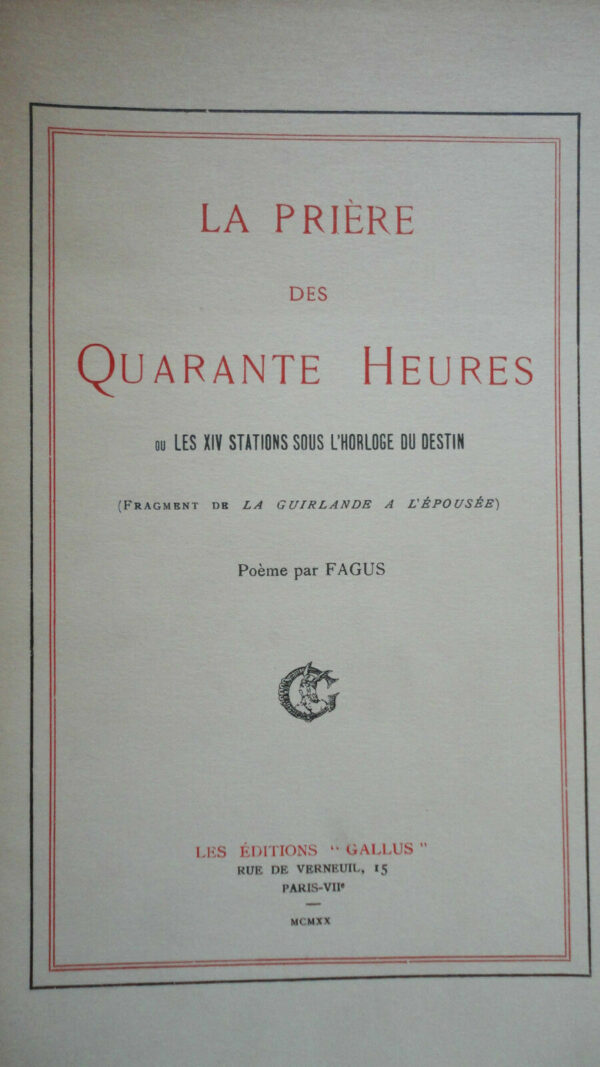 LA PRIÈRE
DES
QUARANTE HEURES
OU LES XIV STATIONS SOUS L'HORLOGE DU DESTIN
(FRAGMENT DE LA GUIRLANDE A L'ÉPOUSÉE)
Poème par FAGUS
LES ÉDITIONS “ GALLUS ”
RUE DE VERNEUIL, 15
PARIS-VIIe
MCMXX